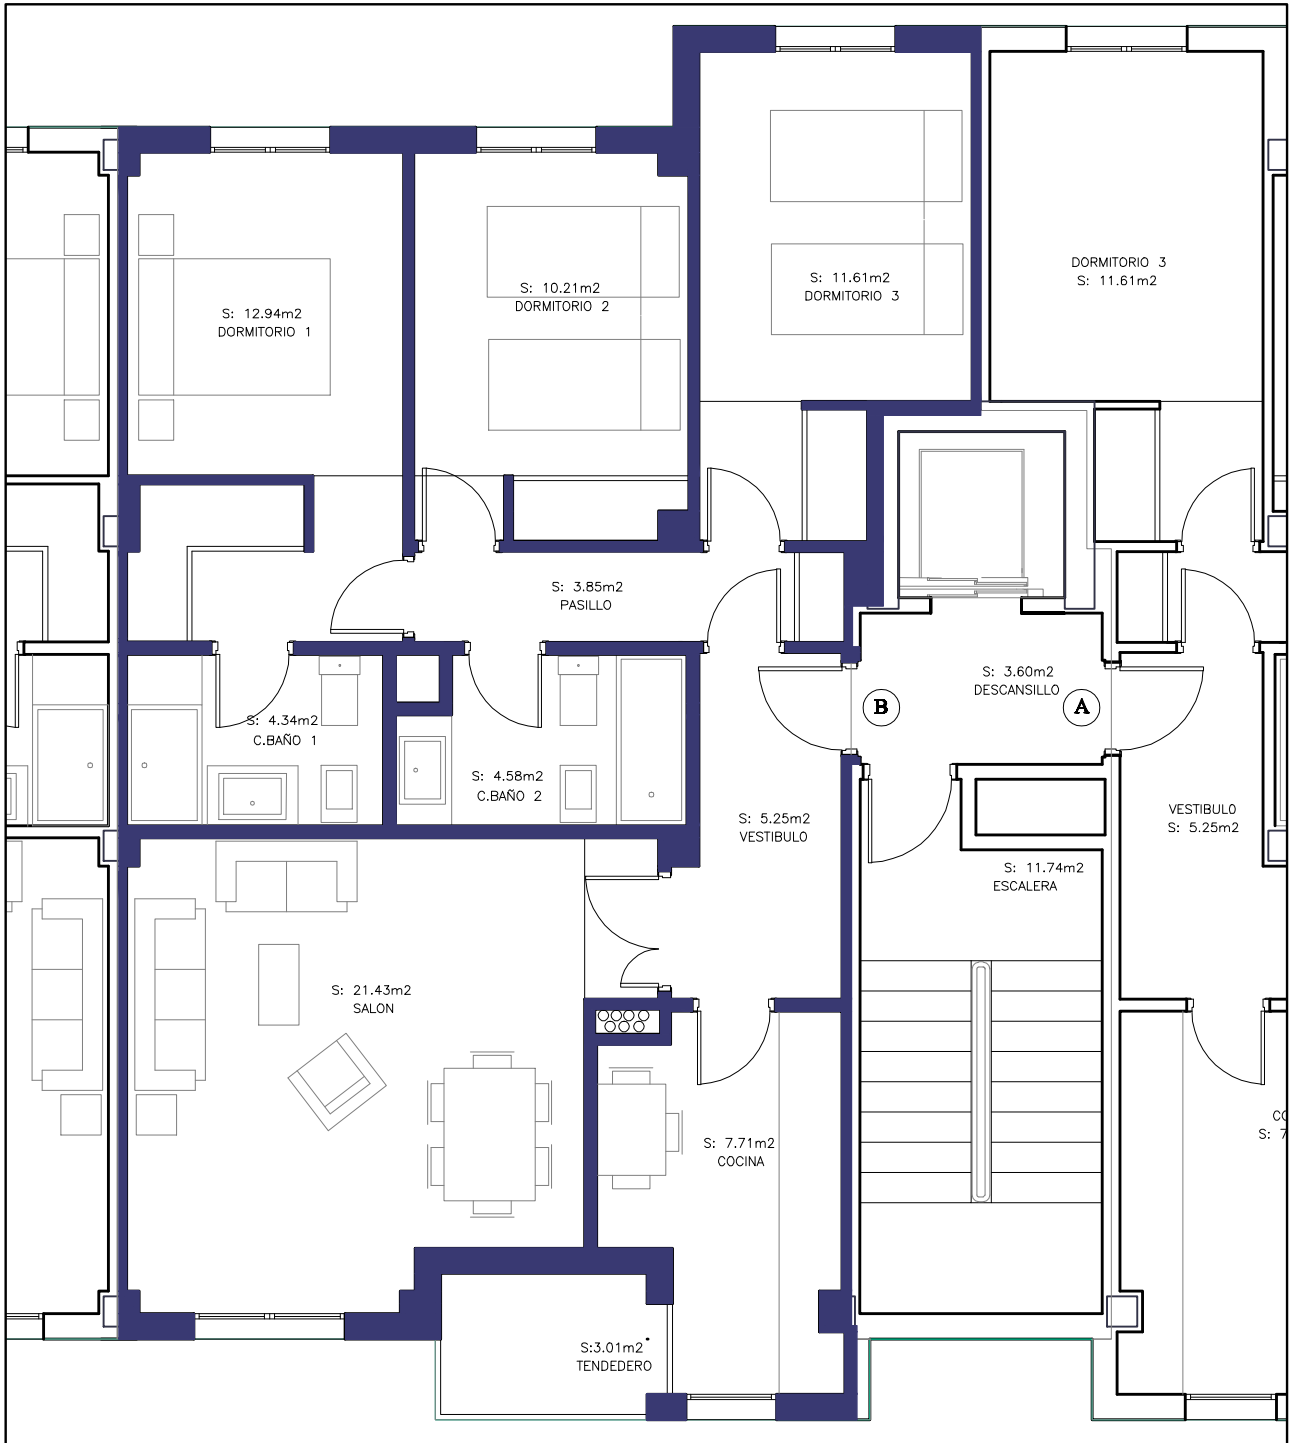 DORMITORIO 3
S: 11.61m2
S: 11.61m2
DORMITORIO 3
S: 10.21m2
DORMITORIO 2
S: 12.94m2
DORMITORIO 1
S: 3.85m2
PASILLO
S: 3.60m2
DESCANSILLO
B
A
S: 4.34m2
C.BAÑO 1
S: 4.58m2
C.BAÑO 2
S: 5.25m2
VESTIBULO
VESTIBULO
S: 5.25m2
S: 11.74m2
ESCALERA
S: 21.43m2
SALON
S: 7.71m2
COCINA
CO
S: 7
S:3.01m2
TENDEDERO